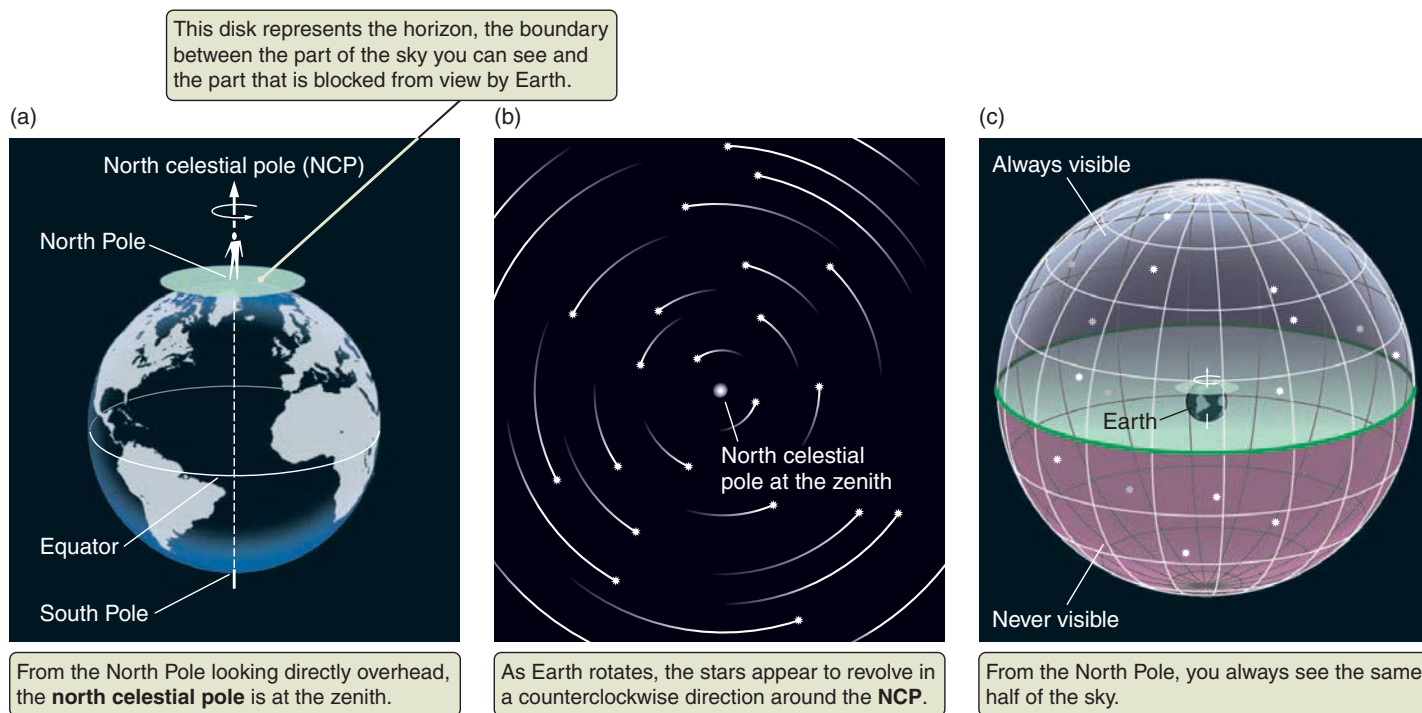 This disk represents the horizon, the boundary
between the part of the sky you can see and
the part that is blocked from view by Earth.
(a)
North celestial pole (NCP)
North Pole
Equator
South Pole
From the North Pole looking directly overhead,
the north celestial pole is at the zenith.
(b)
North celestial
pole at the zenith
As Earth rotates, the stars appear to revolve in
a counterclockwise direction around the NCP.
(c)
Always visible
Earth
Never visible
From the North Pole, you always see the same
half of the sky.